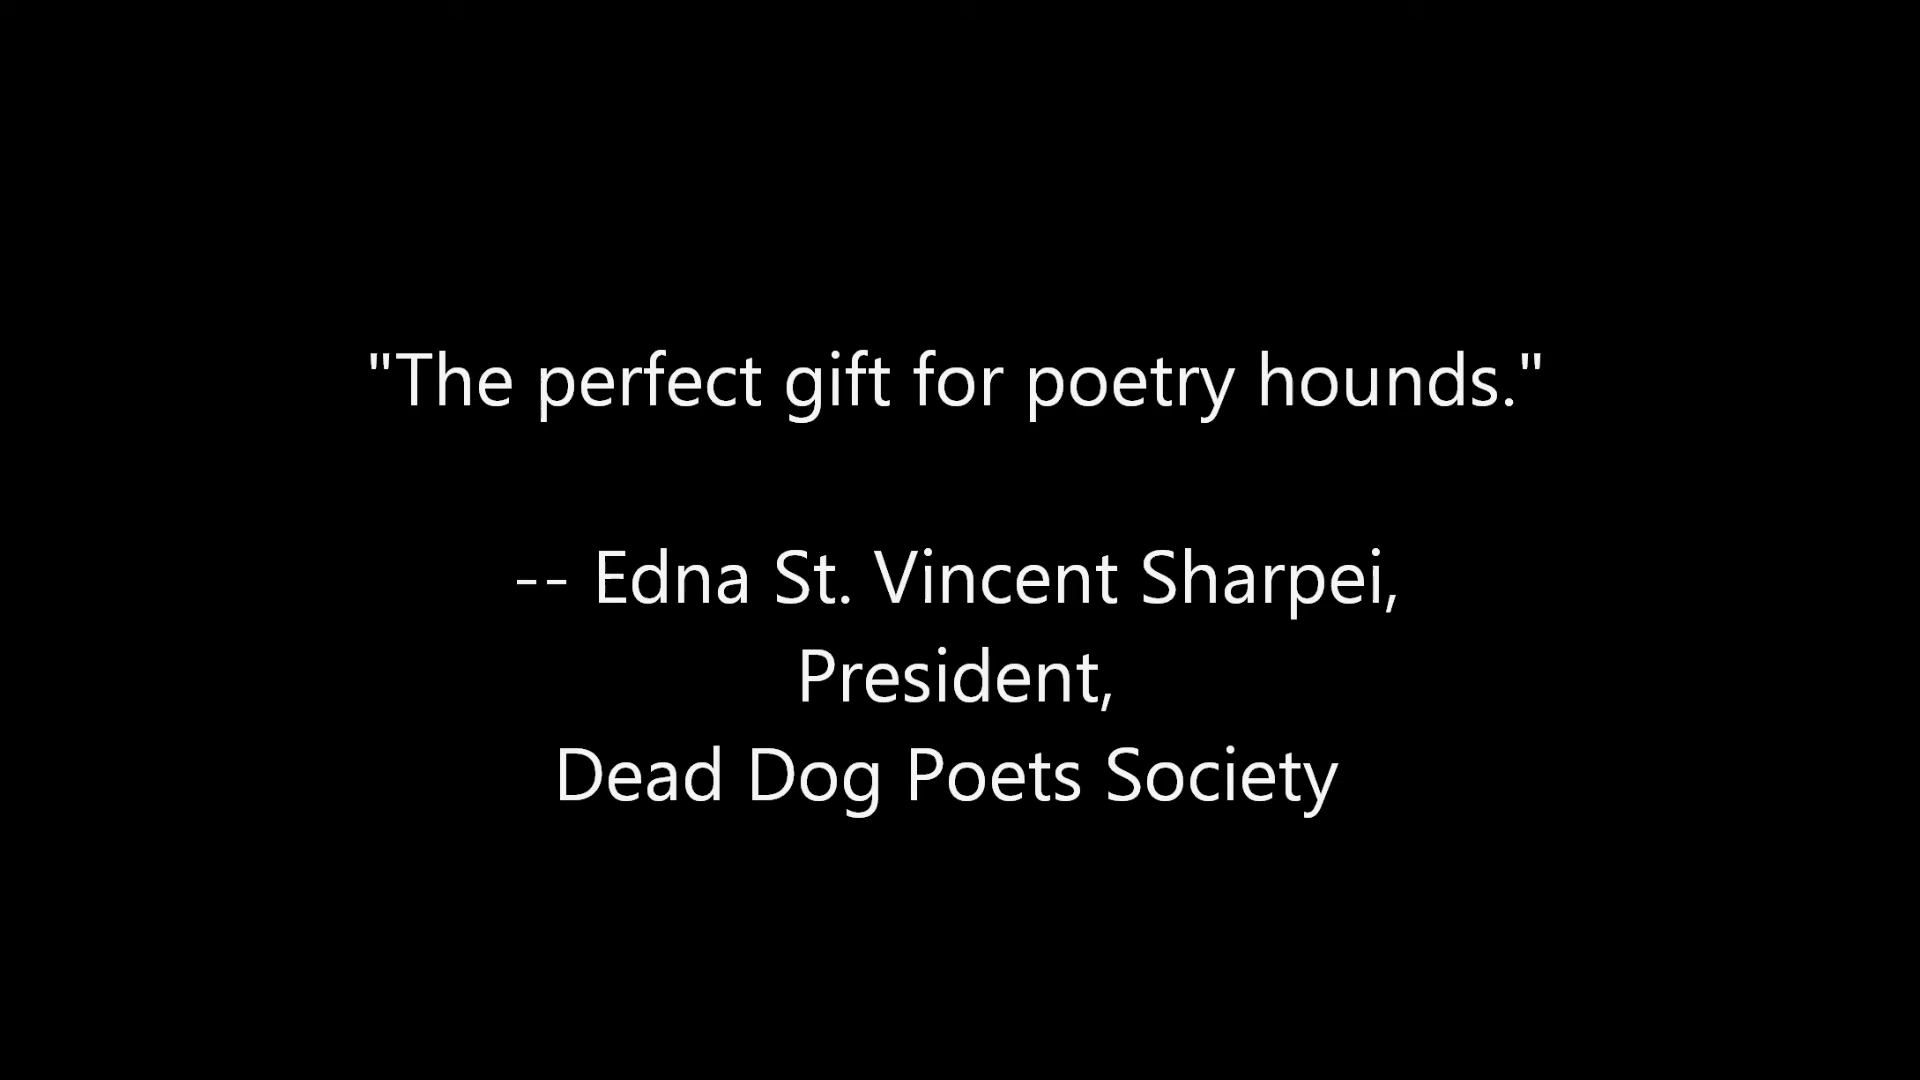 "The perfect gift for poetry hounds."
-- Edna St. Vincent Sharpei,
President,
Dead Dog Poets Society